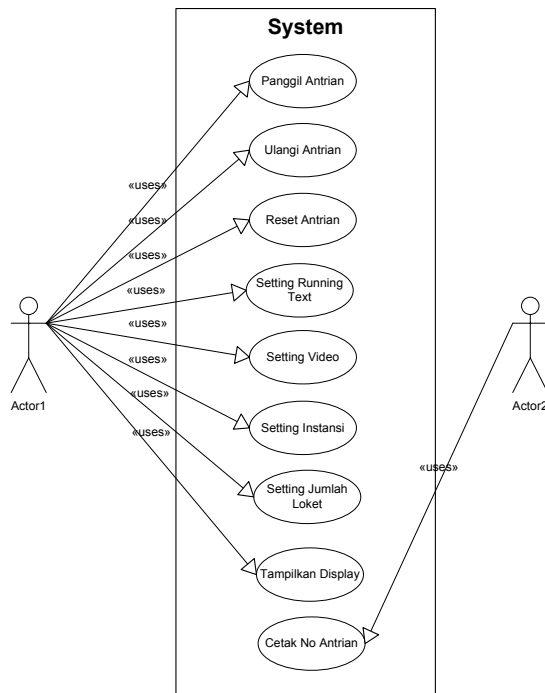 System
Panggil Antrian
Ulangi Antrian
«uses»
«uses»
Reset Antrian
«uses»
Setting Running
Text
«uses»
Actor1
Actor2
«uses»
Setting Video
«uses»
«uses»
Setting Instansi
«uses»
«uses»
Setting Jumlah
Loket
Tampilkan Display
Cetak No Antrian